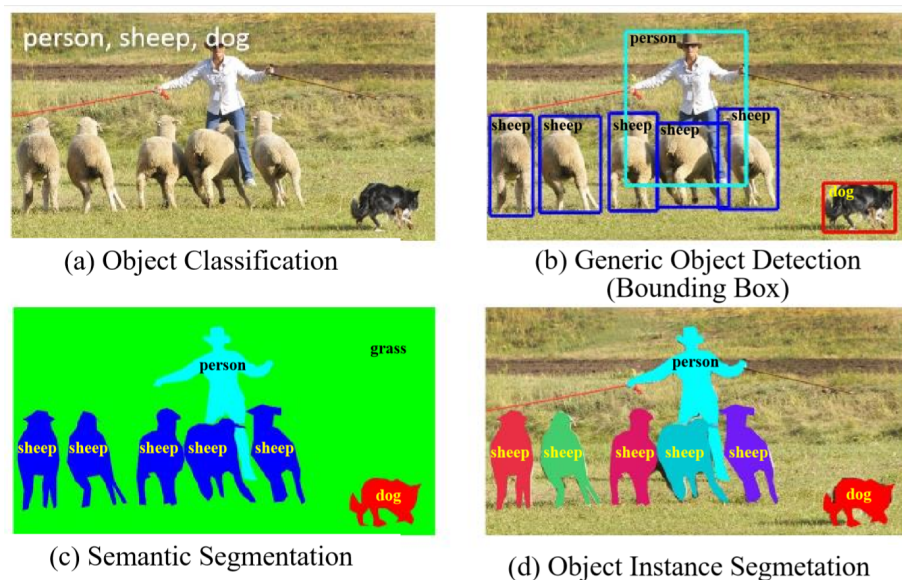 person, sheep, dog
person
sheep
sheep
sheep
sheep
sheep
dog
(a) Object Classification
(b) Generic Object Detection
(Bounding Box)
grass
person
sheep
sheep
sheep
sheep
sheep
dog
person
sheep
sheep
sheep
sheep
sheep
dog
(c) Semantic Segmentation
(d) Object Instance Segmetation